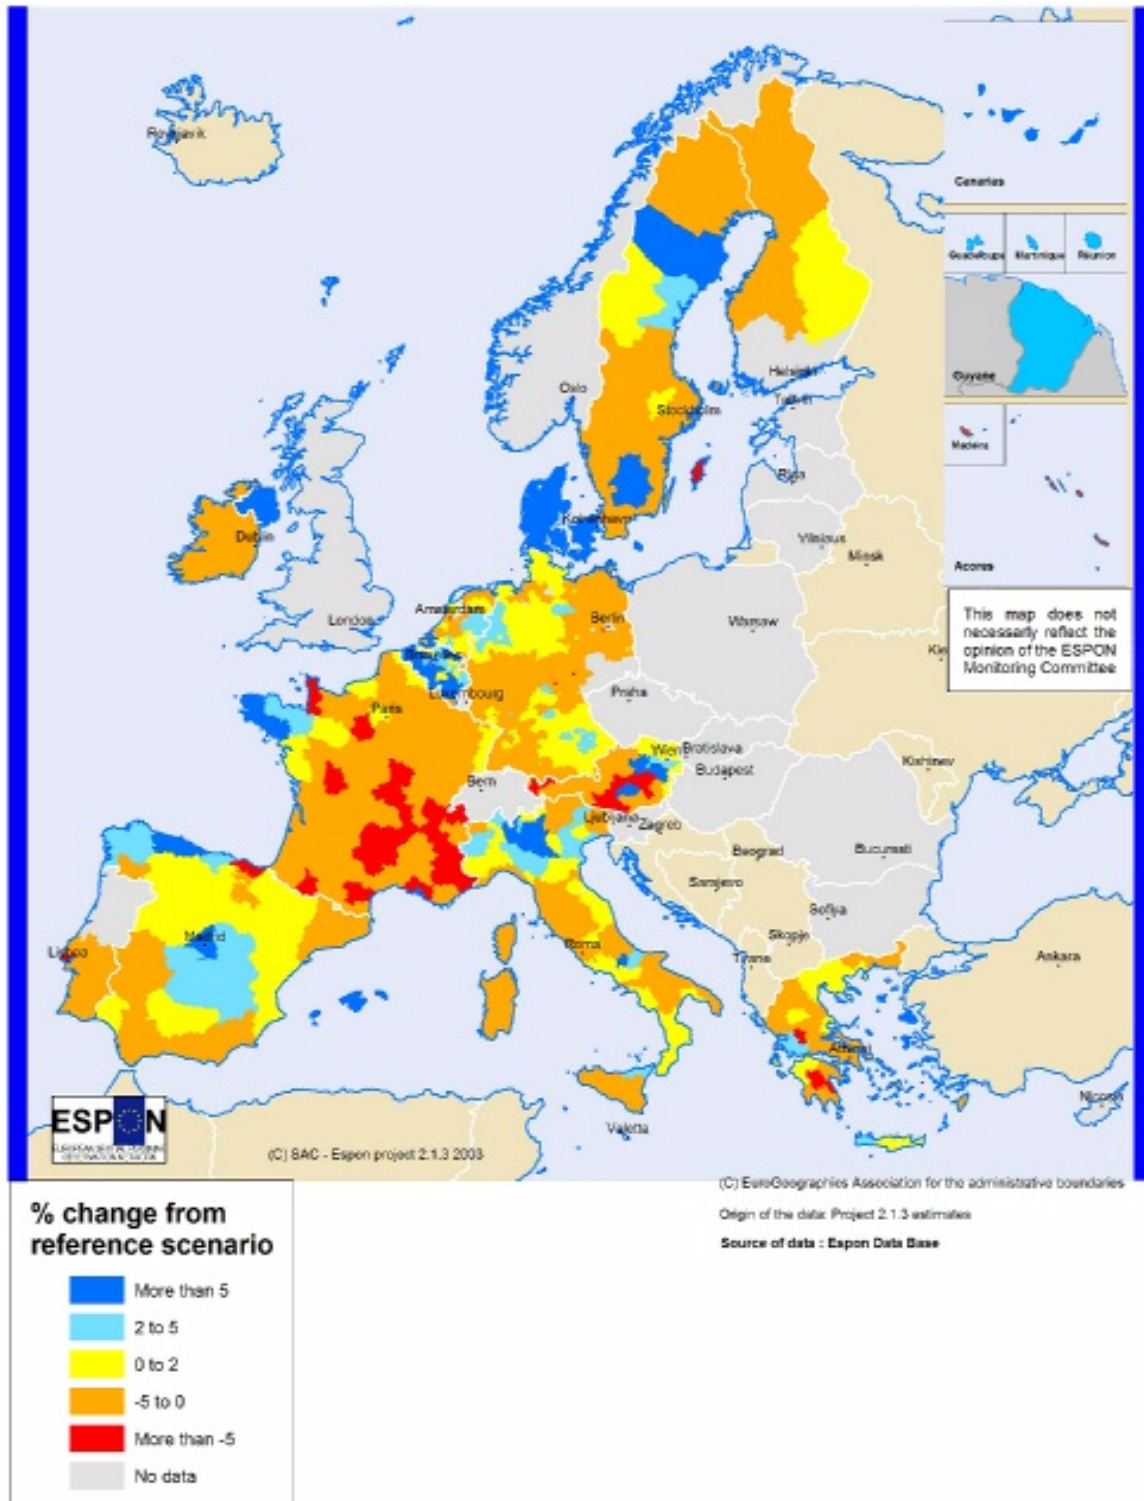 Reykjavik
Canarias
Guadeloupe
Martinique
Réunion
Guyane
Madeira
Acores
Oslo
Helsinki
Tallinn
Stockholm
Riga
Kobenhavn
Vilnius
Minsk
Dublin
London
Amsterdam
Berlin
Warsaw
Kie
This map does not
necessarily reflect the
opinion of the ESPON
Monitoring Committee
Luxembourg
Praha
Paris
Wien
Bratislava
Budapest
Kishinev
Bern
Ljubljana
Zagreb
Beograd
Bucuresti
Sarajevo
Sofija
Skopje
Tirana
Madrid
Lisboa
Roma
Ankara
Athinai
Nicosia
Valetta
ESPON
(C) SAC - Espon project 2.1.3 2003
(C) EuroGeographies Association for the administrative boundaries
Origin of the data: Project 2.1.3 estimates
Source of data : Espon Data Base
% change from
reference scenario
More than 5
2 to 5
0 to 2
-5 to 0
More than -5
No data